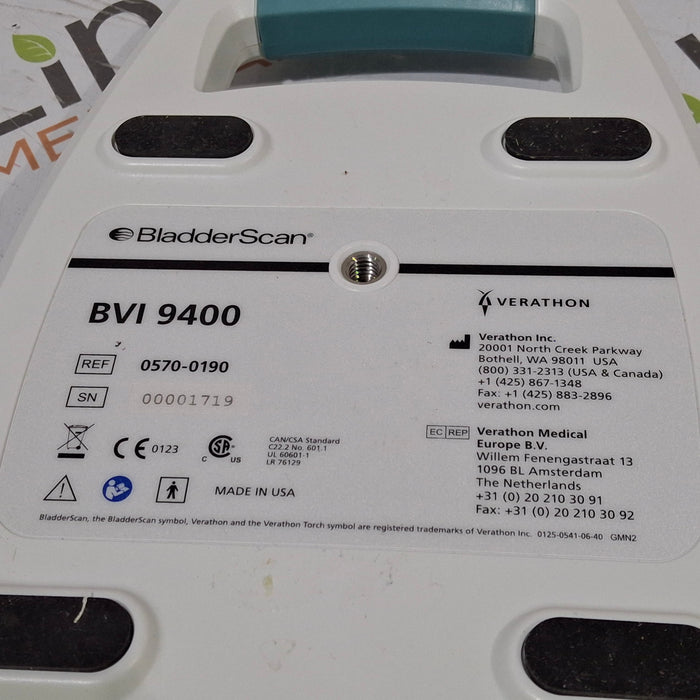 BladderScan®
BVI 9400
REF 0570-0190
SN 00001719
CE 0123
CSA® C US
CAN/CSA Standard
C22.2 No. 601.1
UL 60601-1
LR 76129
MADE IN USA
VERATHON
Verathon Inc.
20001 North Creek Parkway
Bothell, WA 98011 USA
(800) 331-2313 (USA & Canada)
+1 (425) 867-1348
Fax: +1 (425) 883-2896
verathon.com
EC REP Verathon Medical
Europe B.V.
Willem Fenengastraat 13
1096 BL Amsterdam
The Netherlands
+31 (0) 20 210 30 91
Fax: +31 (0) 20 210 30 92
BladderScan, the BladderScan symbol, Verathon and the Verathon Torch symbol are registered trademarks of Verathon Inc. 0125-0541-06-40 GMN2